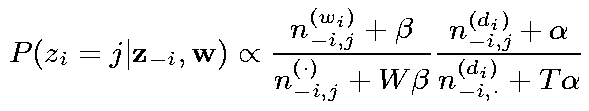 $P(z_i = j|\mathbf{z}_{-i}, \mathbf{w}) \propto \frac{n_{-i,j}^{(w_i)} + \beta}{n_{-i,j}^{(\cdot)} + W\beta} \frac{n_{-i,j}^{(d_i)} + \alpha}{n_{-i,\cdot}^{(d_i)} + T\alpha}$